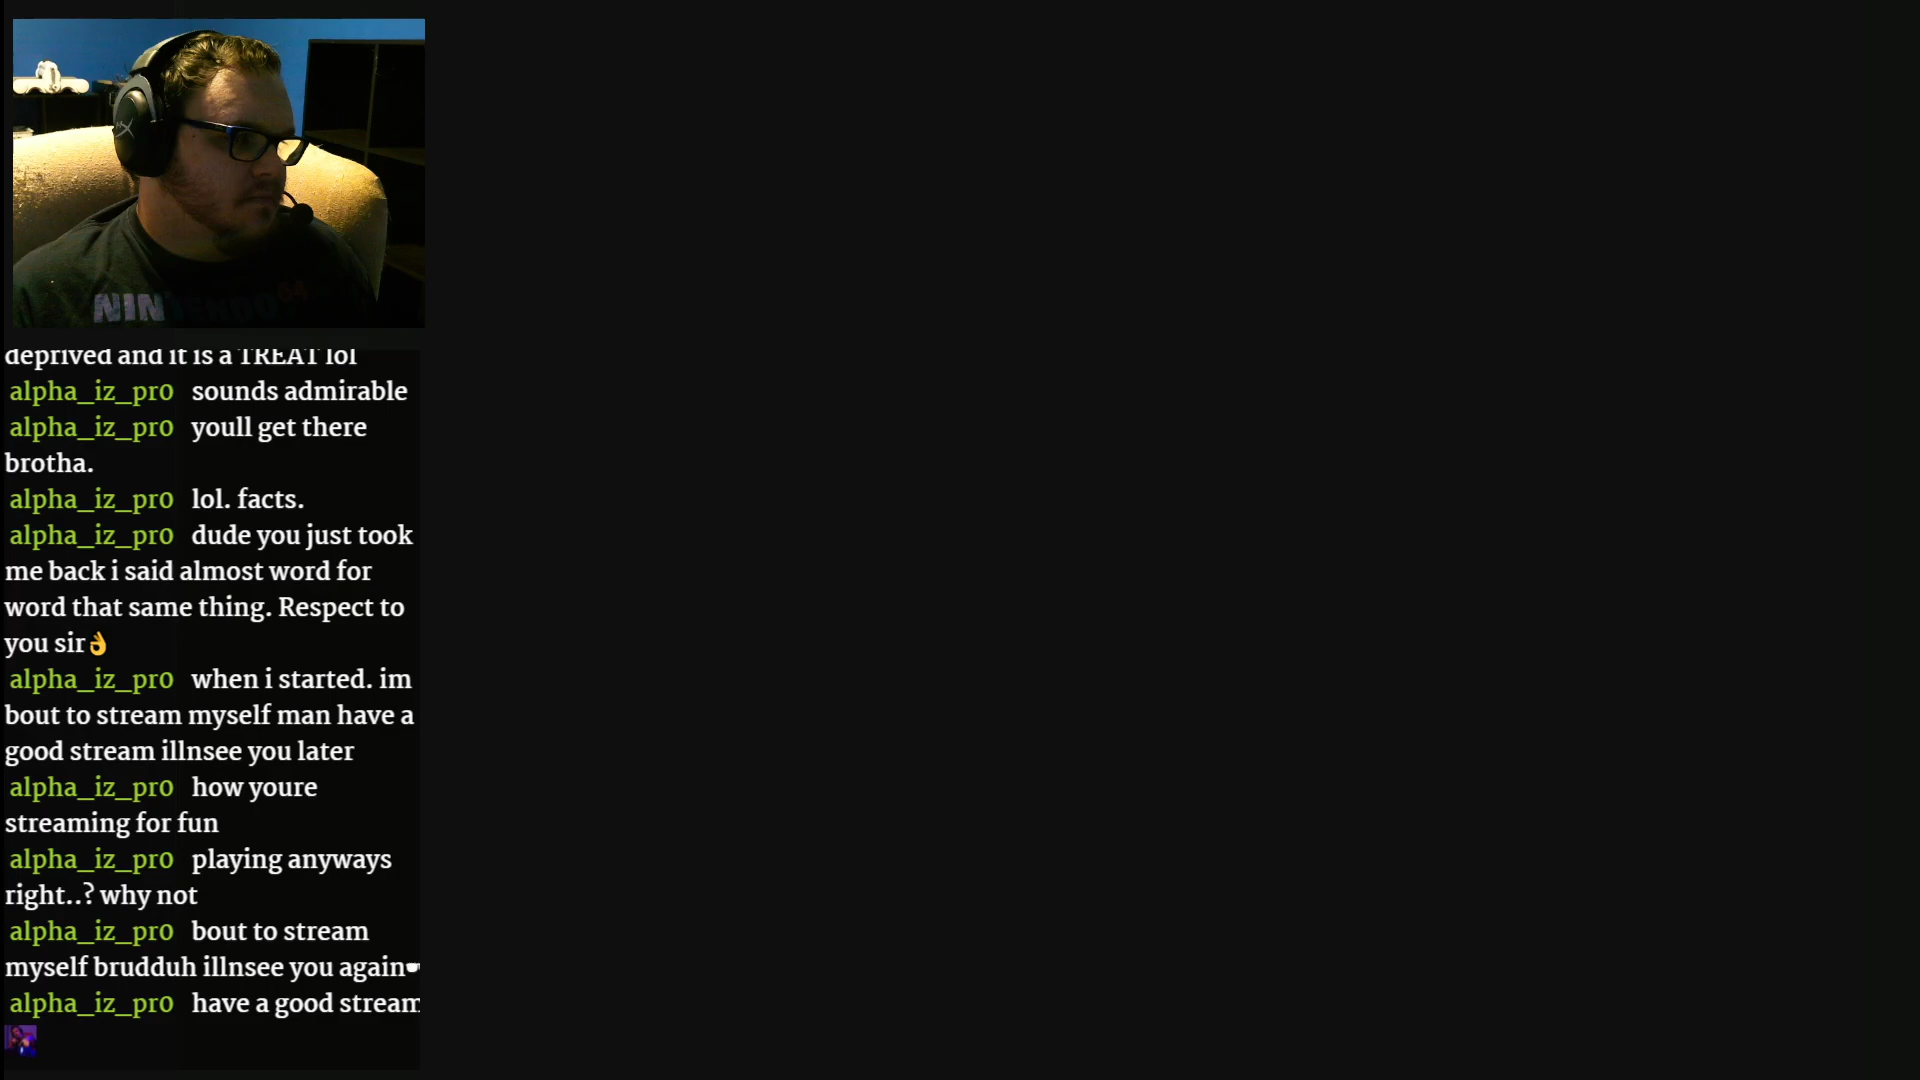 NINTENDO 64
deprived and it is a TREAT lol
alpha_iz_pr0 sounds admirable
alpha_iz_pr0 youll get there
brotha.
alpha_iz_pr0 lol. facts.
alpha_iz_pr0 dude you just took
me back i said almost word for
word that same thing. Respect to
you sir👌
alpha_iz_pr0 when i started. im
bout to stream myself man have a
good stream illnsee you later
alpha_iz_pr0 how youre
streaming for fun
alpha_iz_pr0 playing anyways
right..? why not
alpha_iz_pr0 bout to stream
myself brudduh illnsee you again
alpha_iz_pr0 have a good stream